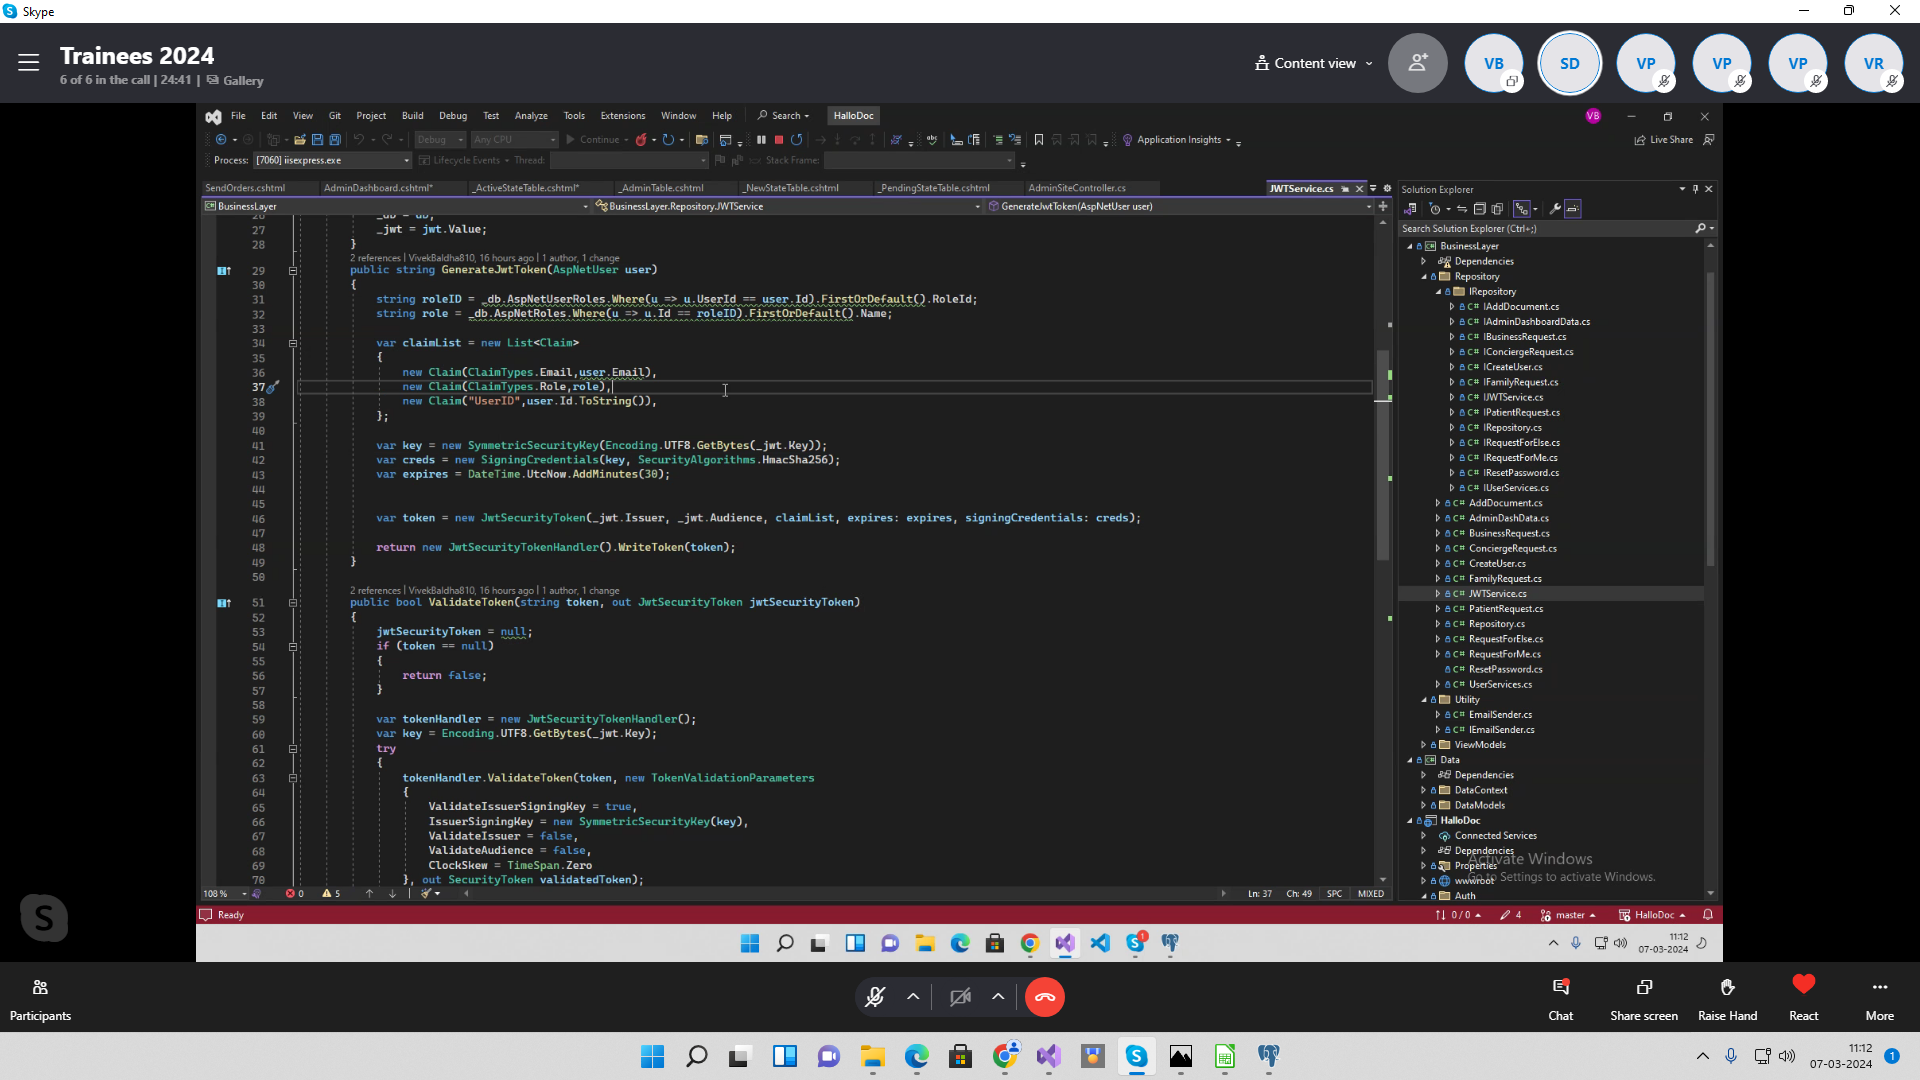 Skype
Trainees 2024
6 of 6 in the call | 24:41 | Gallery
Content view
VB
SD
VP
VP
VP
VR
File Edit View Git Project Build Debug Test Analyze Tools Extensions Window Help Search HalloDoc
VB
Debug Any CPU Continue Application Insights Live Share
Process: [7060] iisexpress.exe Lifecycle Events Thread: Stack Frame:
SendOrders.cshtml AdminDashboard.cshtml* _ActiveStateTable.cshtml* _AdminTable.cshtml _NewStateTable.cshtml _PendingStateTable.cshtml AdminSiteController.cs JWTService.cs
BusinessLayer BusinessLayer.Repository.JWTService GenerateJwtToken(AspNetUser user)
26 _db = db;
27 _jwt = jwt.Value;
28 }
2 references | VivekBaldha810, 16 hours ago | 1 author, 1 change
29 public string GenerateJwtToken(AspNetUser user)
30 {
31 string roleID = _db.AspNetUserRoles.Where(u => u.UserId == user.Id).FirstOrDefault().RoleId;
32 string role = _db.AspNetRoles.Where(u => u.Id == roleID).FirstOrDefault().Name;
33
34 var claimList = new List<Claim>
35 {
36 new Claim(ClaimTypes.Email,user.Email),
37 new Claim(ClaimTypes.Role,role),
38 new Claim("UserID",user.Id.ToString()),
39 };
40
41 var key = new SymmetricSecurityKey(Encoding.UTF8.GetBytes(_jwt.Key));
42 var creds = new SigningCredentials(key, SecurityAlgorithms.HmacSha256);
43 var expires = DateTime.UtcNow.AddMinutes(30);
44
45
46 var token = new JwtSecurityToken(_jwt.Issuer, _jwt.Audience, claimList, expires: expires, signingCredentials: creds);
47
48 return new JwtSecurityTokenHandler().WriteToken(token);
49 }
50
2 references | VivekBaldha810, 16 hours ago | 1 author, 1 change
51 public bool ValidateToken(string token, out JwtSecurityToken jwtSecurityToken)
52 {
53 jwtSecurityToken = null;
54 if (token == null)
55 {
56 return false;
57 }
58
59 var tokenHandler = new JwtSecurityTokenHandler();
60 var key = Encoding.UTF8.GetBytes(_jwt.Key);
61 try
62 {
63 tokenHandler.ValidateToken(token, new TokenValidationParameters
64 {
65 ValidateIssuerSigningKey = true,
66 IssuerSigningKey = new SymmetricSecurityKey(key),
67 ValidateIssuer = false,
68 ValidateAudience = false,
69 ClockSkew = TimeSpan.Zero
70 }, out SecurityToken validatedToken);
108 % 0 5 Ln: 37 Ch: 49 SPC MIXED
Solution Explorer
Search Solution Explorer (Ctrl+;)
BusinessLayer
Dependencies
Repository
IRepository
C# IAddDocument.cs
C# IAdminDashboardData.cs
C# IBusinessRequest.cs
C# IConciergeRequest.cs
C# ICreateUser.cs
C# IFamilyRequest.cs
C# IJWTService.cs
C# IPatientRequest.cs
C# IRepository.cs
C# IRequestForElse.cs
C# IRequestForMe.cs
C# IResetPassword.cs
C# IUserServices.cs
C# AddDocument.cs
C# AdminDashData.cs
C# BusinessRequest.cs
C# ConciergeRequest.cs
C# CreateUser.cs
C# FamilyRequest.cs
C# JWTService.cs
C# PatientRequest.cs
C# Repository.cs
C# RequestForElse.cs
C# RequestForMe.cs
C# ResetPassword.cs
C# UserServices.cs
Utility
C# EmailSender.cs
C# IEmailSender.cs
ViewModels
Data
Dependencies
DataContext
DataModels
HalloDoc
Connected Services
Dependencies
Properties
wwwroot
Auth
Activate Windows
Go to Settings to activate Windows.
Ready 0 / 0 4 master HalloDoc
1
11:12
07-03-2024
Participants
Chat
Share screen
Raise Hand
React
More
11:12
07-03-2024
1